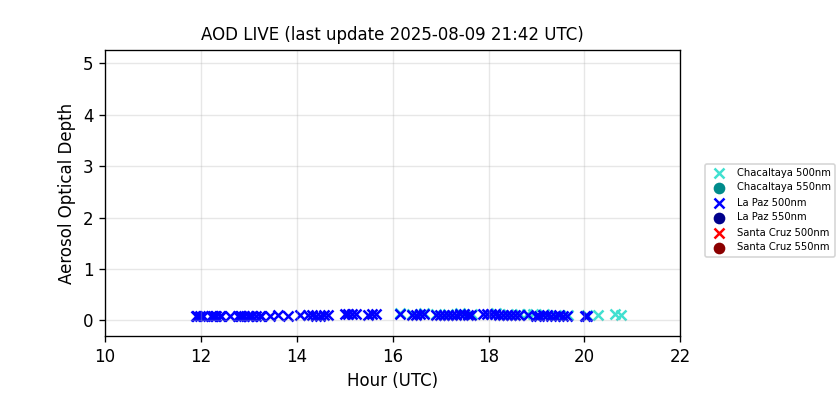 AOD LIVE (last update 2025-08-09 21:42 UTC)
Aerosol Optical Depth
5
4
3
2
1
0
10 12 14 16 18 20 22
Hour (UTC)
Chacaltaya 500nm
Chacaltaya 550nm
La Paz 500nm
La Paz 550nm
Santa Cruz 500nm
Santa Cruz 550nm